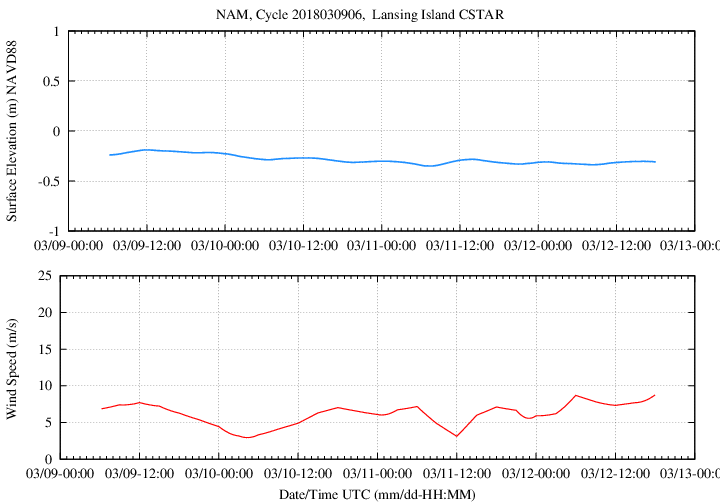 NAM, Cycle 2018030906,  Lansing Island CSTAR
Surface Elevation (m) NAVD88
1
0.5
0
-0.5
-1
03/09-00:00 03/09-12:00 03/10-00:00 03/10-12:00 03/11-00:00 03/11-12:00 03/12-00:00 03/12-12:00 03/13-00:0
Wind Speed (m/s)
25
20
15
10
5
0
03/09-00:00 03/09-12:00 03/10-00:00 03/10-12:00 03/11-00:00 03/11-12:00 03/12-00:00 03/12-12:00 03/13-00:0
Date/Time UTC (mm/dd-HH:MM)